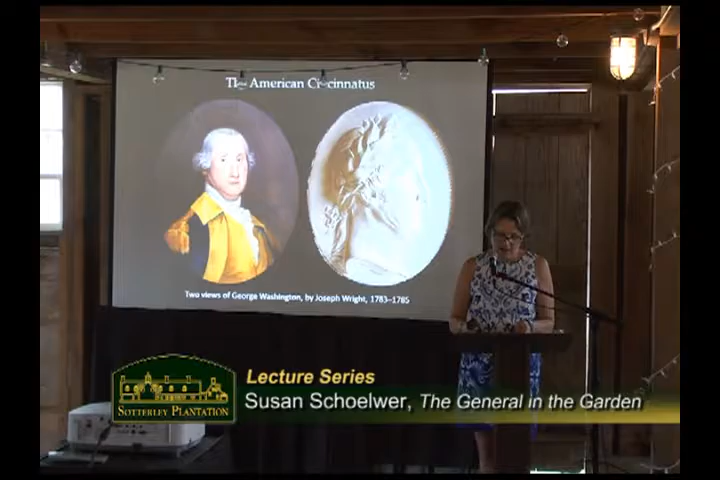 The American Cincinnatus
Two views of George Washington, by Joseph Wright, 1783–1785
Lecture Series
Susan Schoelwer, The General in the Garden
SOTTERLEY PLANTATION